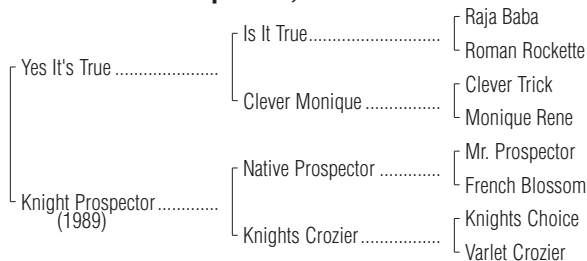 Raja Baba
Is It True..............................
Roman Rockette
Yes It's True .......................
Clever Trick
Clever Monique .................
Monique Rene
Mr. Prospector
Native Prospector ..............
French Blossom
Knight Prospector.............
(1989)
Knights Choice
Knights Crozier..................
Varlet Crozier